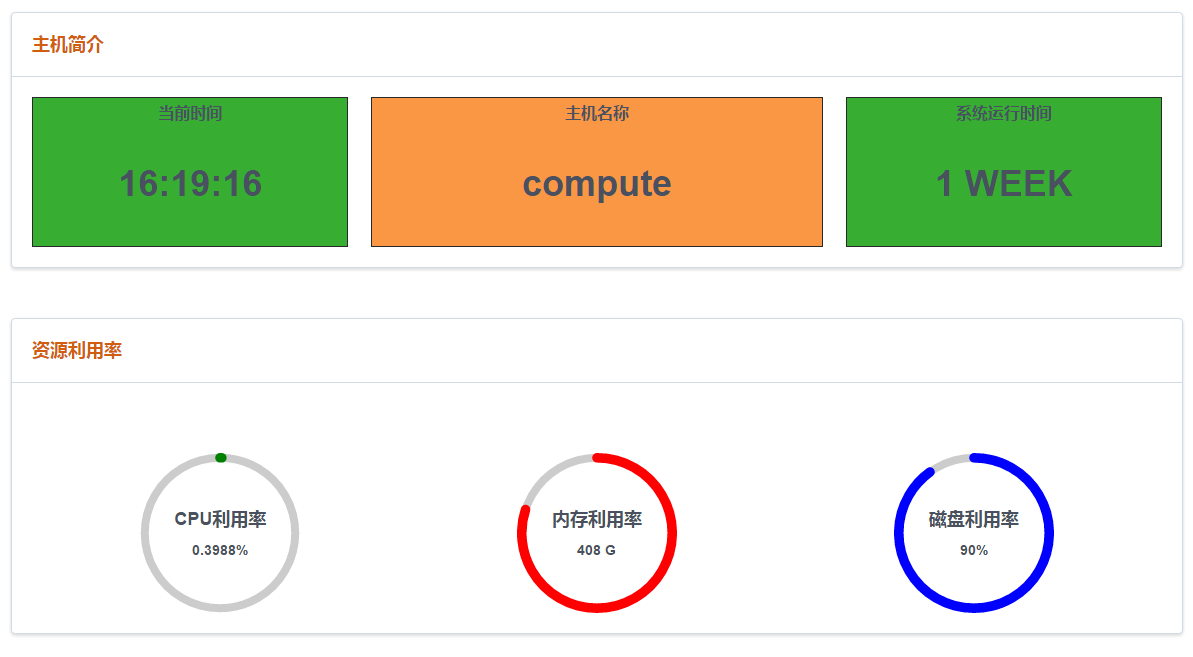 主机简介
当前时间
主机名称
系统运行时间
16:19:16
compute
1 WEEK
资源利用率
CPU利用率
内存利用率
磁盘利用率
0.3988%
408 G
90%